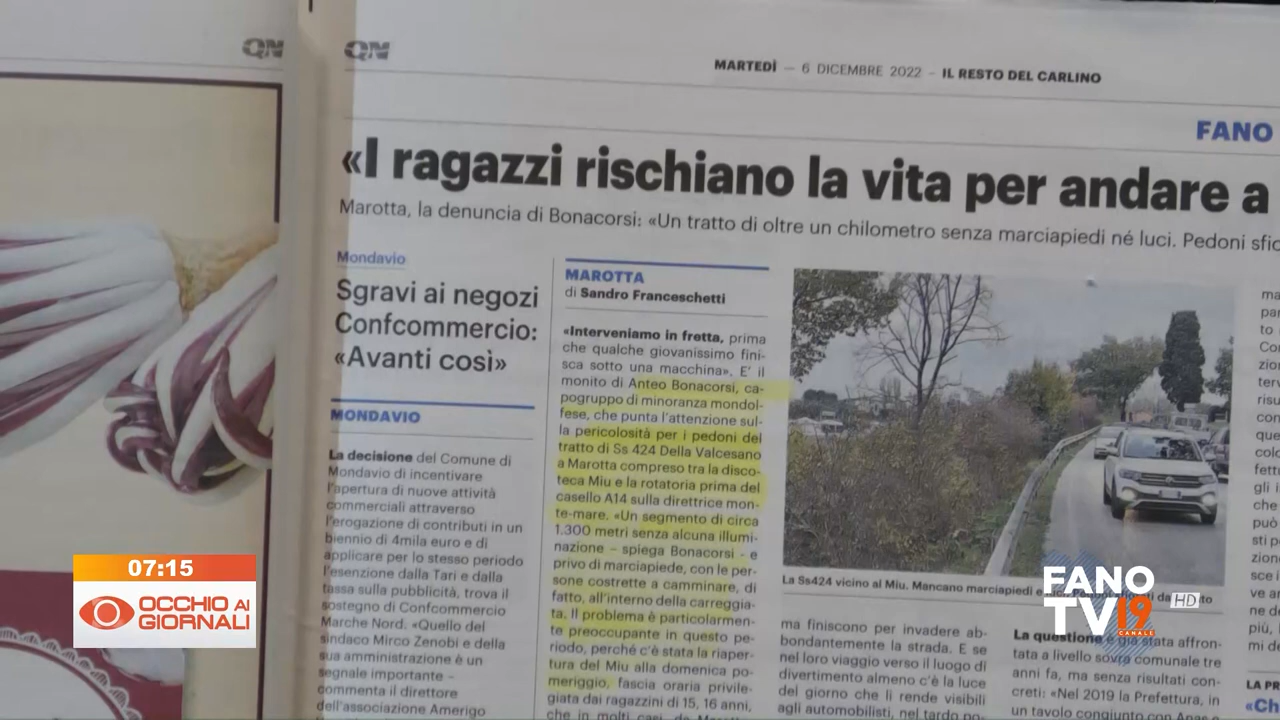 QN
QN
MARTEDÌ — 6 DICEMBRE 2022 – IL RESTO DEL CARLINO
FANO
«I ragazzi rischiano la vita per andare a
Marotta, la denuncia di Bonacorsi: «Un tratto di oltre un chilometro senza marciapiedi né luci. Pedoni
Mondavio
Sgravi ai negozi
Confcommercio:
«Avanti così»
MONDAVIO
La decisione del Comune di
Mondavio di incentivare
l'apertura di nuove attività
commerciali attraverso
l'erogazione di contributi in un
biennio di 4mila euro e di
applicare per lo stesso periodo
l'esenzione dalla Tari e dalla
tassa sulla pubblicità, trova il
sostegno di Confcommercio
Marche Nord. «Quello del
sindaco Mirco Zenobi e della
sua amministrazione è un
segnale importante –
commenta il direttore
dell'associazione Amerigo
MAROTTA
di Sandro Franceschetti
«Interveniamo in fretta, prima
che qualche giovanissimo fini-
sca sotto una macchina». E' il
monito di Anteo Bonacorsi, ca-
pogruppo di minoranza mondol-
fese, che punta l'attenzione sul-
la pericolosità per i pedoni del
tratto di Ss 424 Della Valcesano
a Marotta compreso tra la disco-
teca Miu e la rotatoria prima del
casello A14 sulla direttrice mon-
te-mare. «Un segmento di circa
1.300 metri senza alcuna illumi-
nazione – spiega Bonacorsi - e
privo di marciapiede, con le per-
sone costrette a camminare, di
fatto, all'interno della carreggia-
ta. Il problema è particolarmen-
te preoccupante in questo pe-
riodo, perché c'è stata la riaper-
tura del Miu alla domenica po-
meriggio, fascia oraria privile-
giata dai ragazzini di 15, 16 anni,
che in molti casi, da
La Ss424 vicino al Miu. Mancano marciapiedi e
ma finiscono per invadere ab-
bondantemente la strada. E se
nel loro viaggio verso il luogo di
divertimento almeno c'è la luce
del giorno che li rende visibili
agli automobilisti, nel tardo po-
La questione è già stata affron-
tata a livello sovra comunale tre
anni fa, ma senza risultati con-
creti: «Nel 2019 la Prefettura, in
un tavolo congiunto con Anas
LA PR
«Ch
07:15
OCCHIO AI
GIORNALI
FANO
TV 19
CANALE
HD